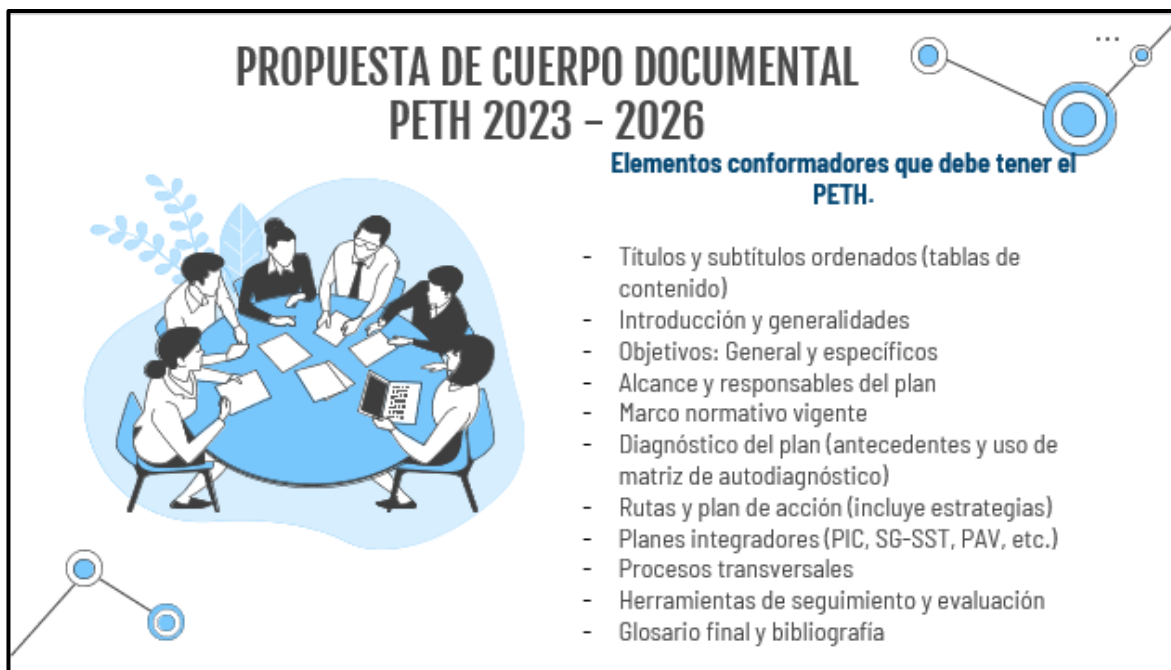 PROPUESTA DE CUERPO DOCUMENTAL
PETH 2023 – 2026
Elementos conformadores que debe tener el
PETH.
- Títulos y subtítulos ordenados (tablas de
contenido)
- Introducción y generalidades
- Objetivos: General y específicos
- Alcance y responsables del plan
- Marco normativo vigente
- Diagnóstico del plan (antecedentes y uso de
matriz de autodiagnóstico)
- Rutas y plan de acción (incluye estrategias)
- Planes integradores (PIC, SG-SST, PAV, etc.)
- Procesos transversales
- Herramientas de seguimiento y evaluación
- Glosario final y bibliografía